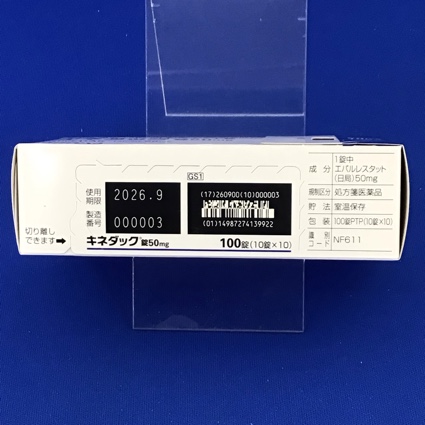 GS1
使用
期限
2026.9
製造
番号
000003
(17)260900(10)000003
(01)14987274139922
切り離し
できます➡
キネダック錠50mg
100錠(10錠×10)
成分
1錠中
エパルレスタット
(日局)50mg
規制区分 処方箋医薬品
貯法 室温保存
包装 100錠PTP(10錠×10)
識別
コード
NF611